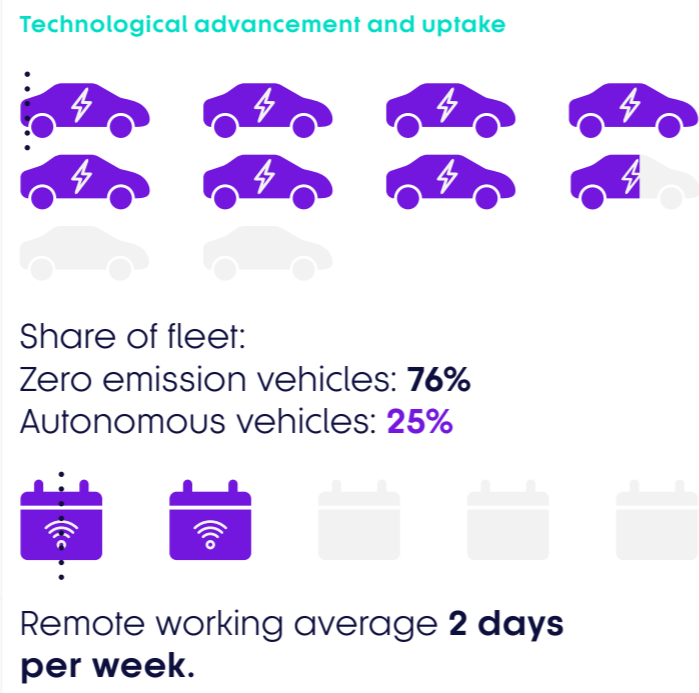 Technological advancement and uptake
Share of fleet:
Zero emission vehicles: 76%
Autonomous vehicles: 25%
Remote working average 2 days
per week.